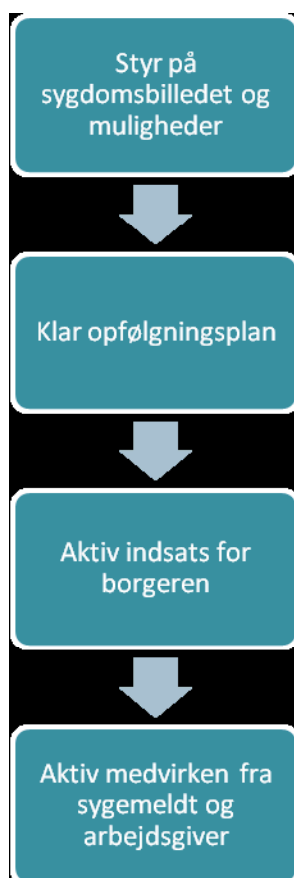 Styr på
sygdomsbilledet og
muligheder
Klar opfølgningsplan
Aktiv indsats for
borgeren
Aktiv medvirken fra
sygemeldt og
arbejdsgiver